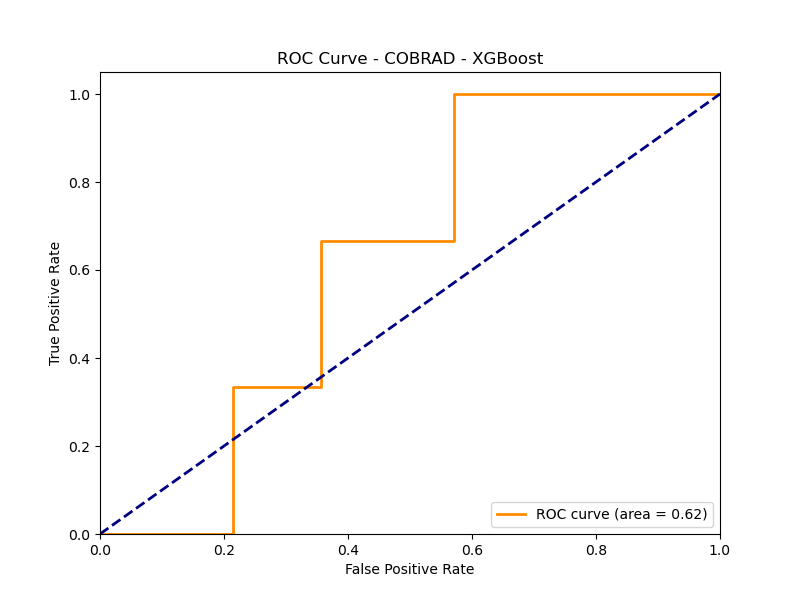 ROC Curve - COBRAD - XGBoost
True Positive Rate
1.0
0.8
0.6
0.4
0.2
0.0
0.0 0.2 0.4 0.6 0.8 1.0
False Positive Rate
ROC curve (area = 0.62)